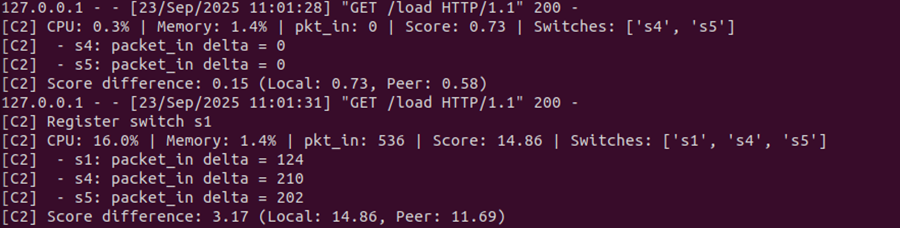 127.0.0.1 - - [23/Sep/2025 11:01:28] "GET /load HTTP/1.1" 200 -
[C2] CPU: 0.3% | Memory: 1.4% | pkt_in: 0 | Score: 0.73 | Switches: ['s4', 's5']
[C2]  - s4: packet_in delta = 0
[C2]  - s5: packet_in delta = 0
[C2] Score difference: 0.15 (Local: 0.73, Peer: 0.58)
127.0.0.1 - - [23/Sep/2025 11:01:31] "GET /load HTTP/1.1" 200 -
[C2] Register switch s1
[C2] CPU: 16.0% | Memory: 1.4% | pkt_in: 536 | Score: 14.86 | Switches: ['s1', 's4', 's5']
[C2]  - s1: packet_in delta = 124
[C2]  - s4: packet_in delta = 210
[C2]  - s5: packet_in delta = 202
[C2] Score difference: 3.17 (Local: 14.86, Peer: 11.69)